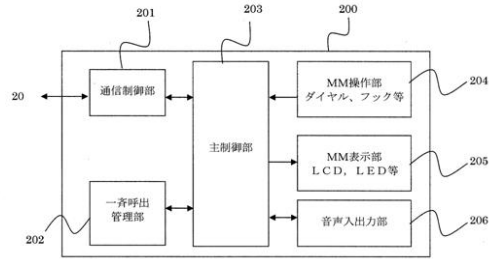 201
203
200
20
通信制御部
主制御部
MM操作部
ダイヤル、フック等
204
MM表示部
LCD，LED等
205
一斉呼出
管理部
202
音声入出力部
206